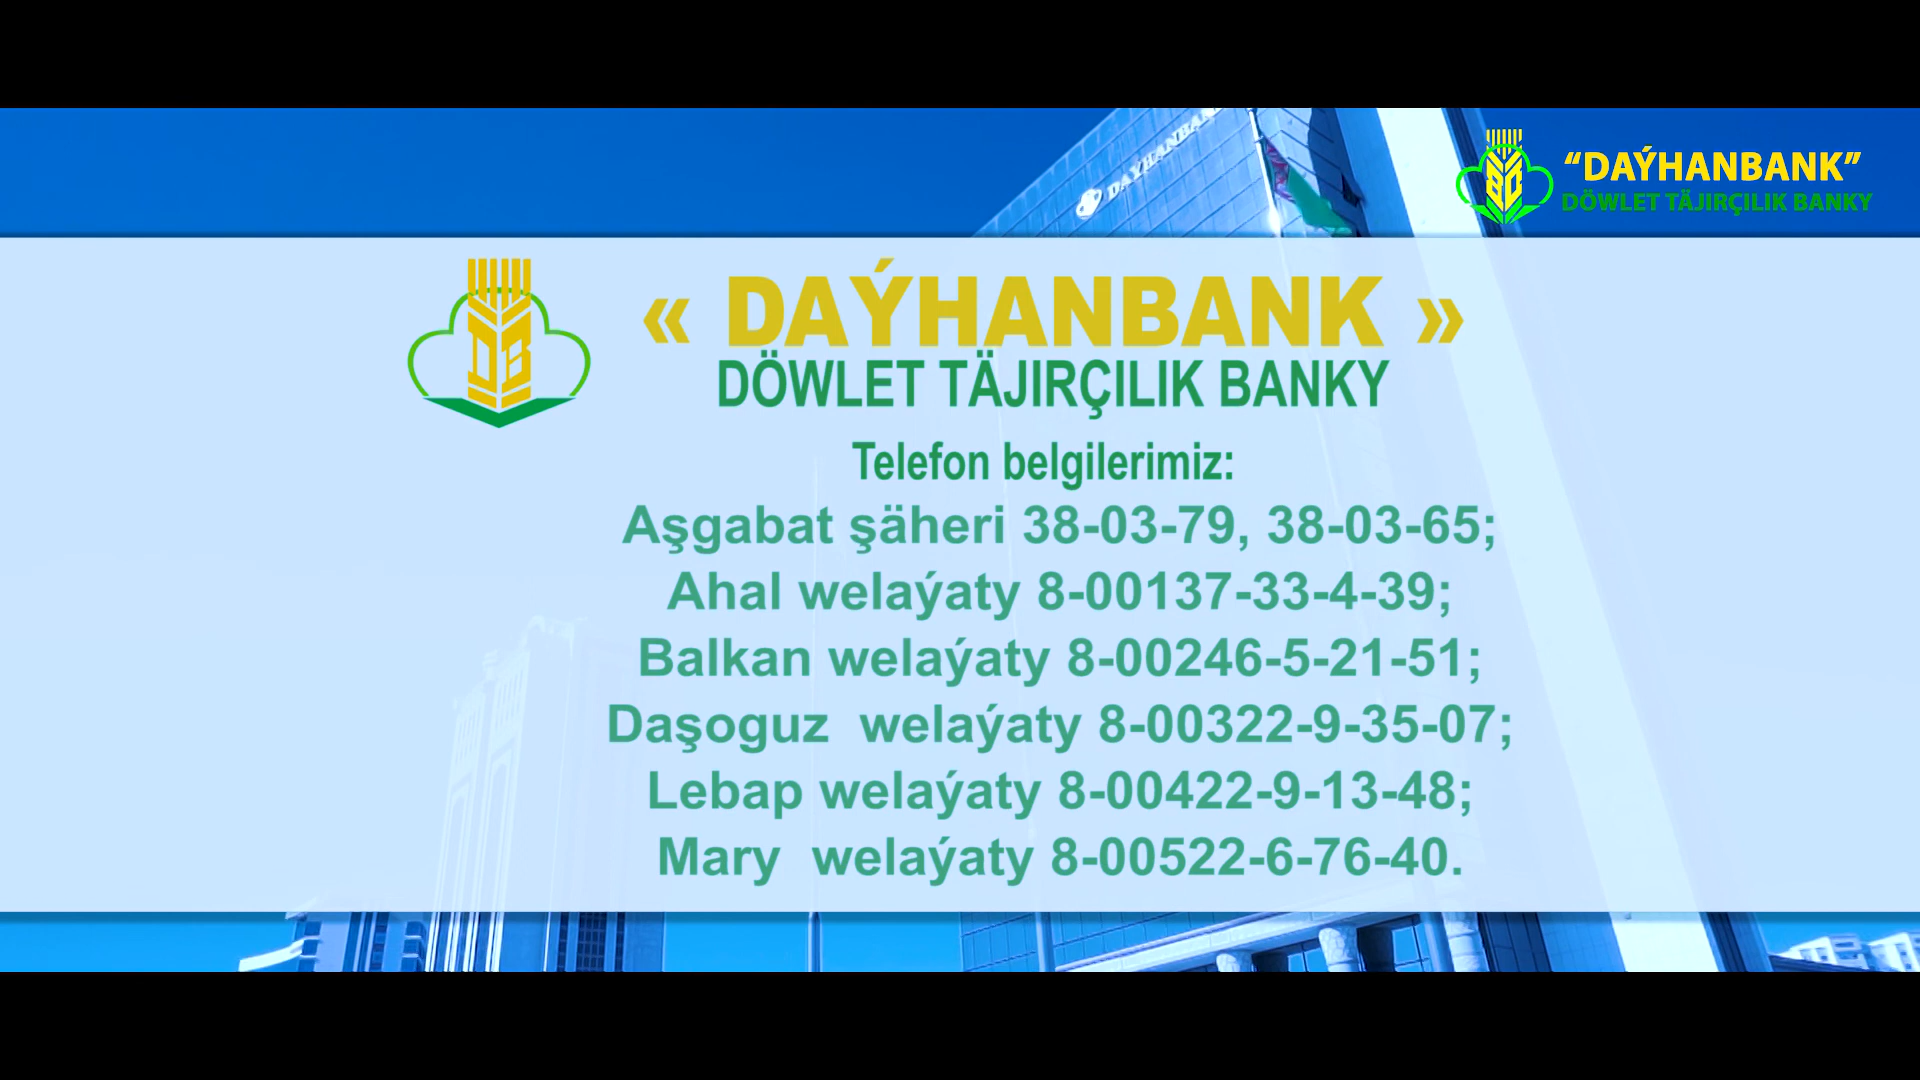 DAÝHANBANK
“DAÝHANBANK”
DÖWLET TÄJIRÇILIK BANKY
« DAÝHANBANK »
DÖWLET TÄJIRÇILIK BANKY
Telefon belgilerimiz:
Aşgabat şäheri 38-03-79, 38-03-65;
Ahal welaýaty 8-00137-33-4-39;
Balkan welaýaty 8-00246-5-21-51;
Daşoguz welaýaty 8-00322-9-35-07;
Lebap welaýaty 8-00422-9-13-48;
Mary welaýaty 8-00522-6-76-40.